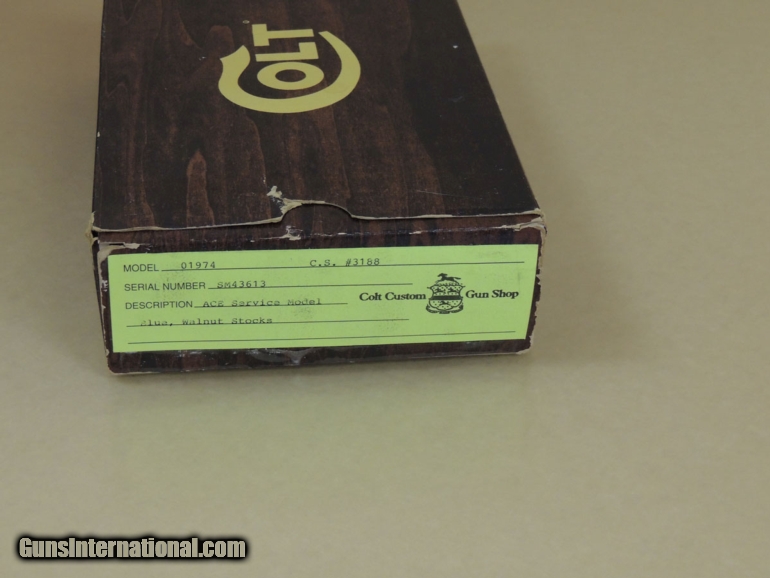 COLT
MODEL 01974 C.S. #3188
SERIAL NUMBER SM43613
DESCRIPTION ACE Service Model
Blue, Walnut Stocks
Colt Custom Gun Shop
GunsInternational.com